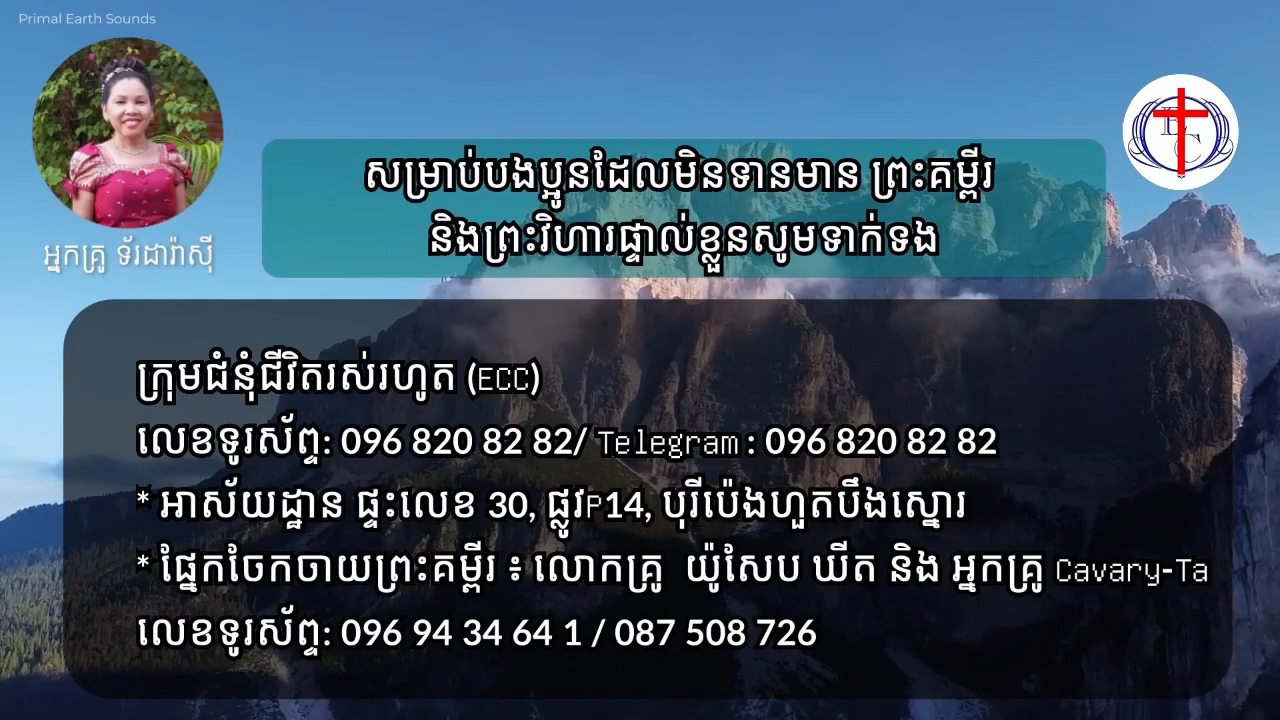 Primal Earth Sounds
អ្នកគ្រូ ទ័រដារ៉ាស៊ី
សម្រាប់បងប្អូនដែលមិនទានមាន ព្រះគម្ពីរ
និងព្រះវិហារផ្ទាល់ខ្លួនសូមទាក់ទង
ECC
ក្រុមជំនុំជីវិតរស់រហូត (ECC)
លេខទូរស័ព្ទ: 096 820 82 82/ Telegram : 096 820 82 82
* អាស័យដ្ឋាន ផ្ទះលេខ 30, ផ្លូវP14, បុរីប៉េងហួតបឹងស្នោរ
* ផ្នែកចែកចាយព្រះគម្ពីរ ៖ លោកគ្រូ យ៉ូសែប ឃីត និង អ្នកគ្រូ Cavary-Ta
លេខទូរស័ព្ទ: 096 94 34 64 1 / 087 508 726